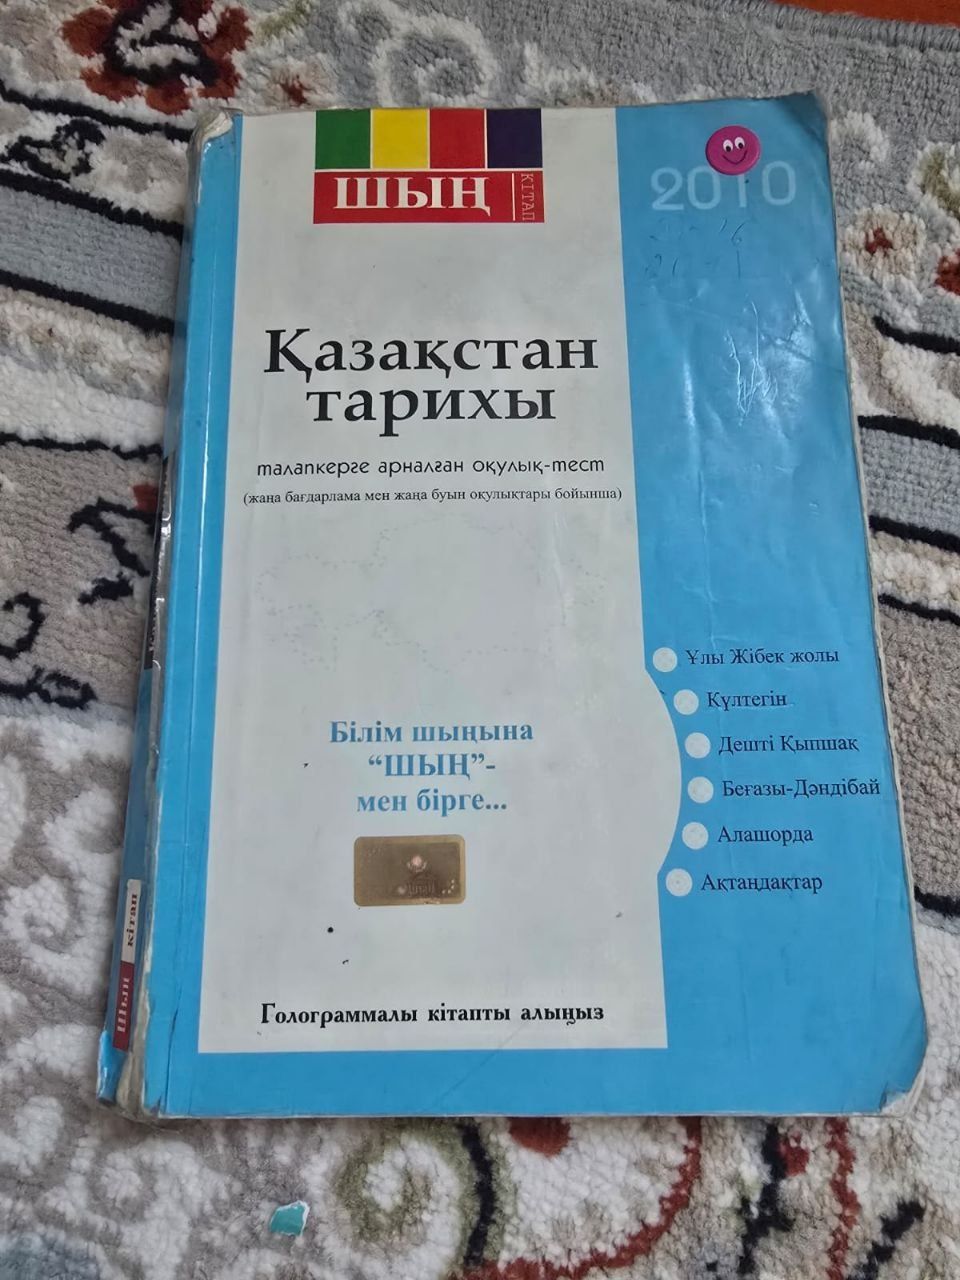 ШЫҢ
КІТАП
2010
Қазақстан
тарихы
талапкерге арналған оқулық-тест
(жаңа бағдарлама мен жаңа буын оқулықтары бойынша)
Ұлы Жібек жолы
Күлтегін
Дешті Қыпшақ
Беғазы-Дәндібай
Алашорда
Ақтаңдақтар
Білім шыңына
“ШЫҢ”-
мен бірге...
Голограммалы кітапты алыңыз
ШЫҢ
кітап